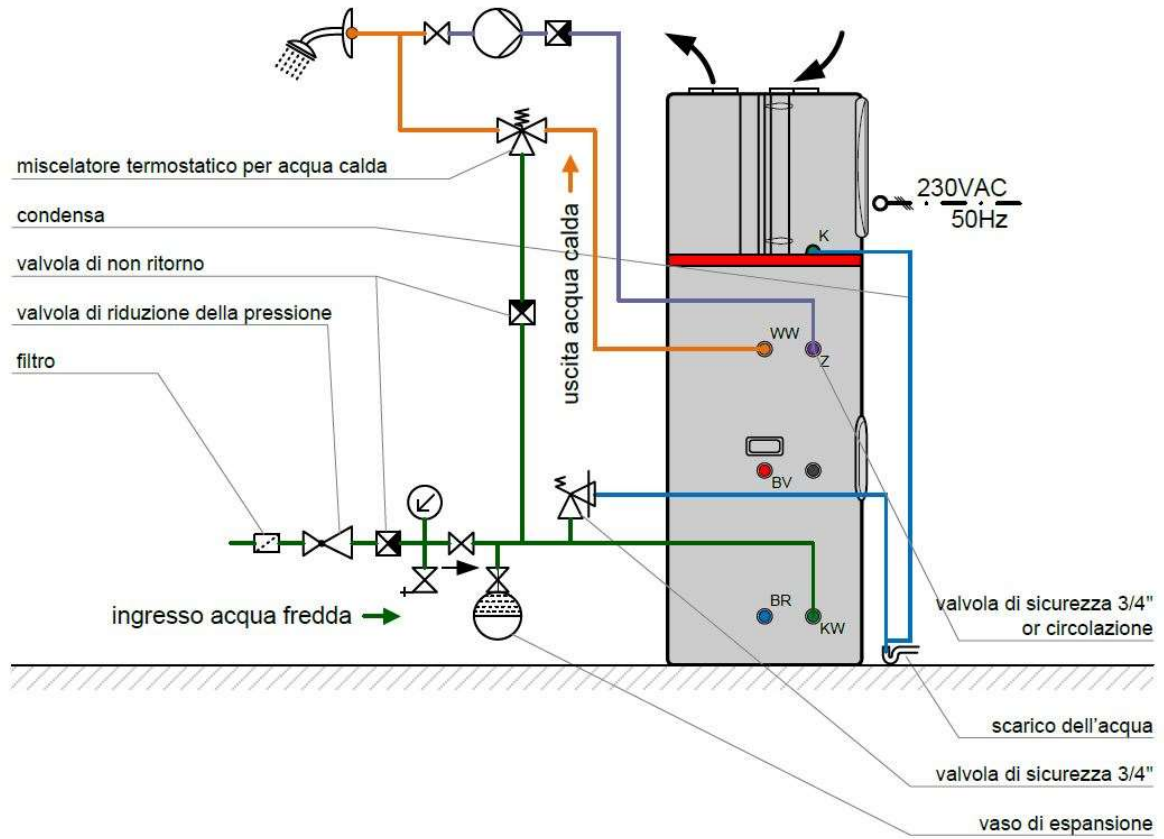 miscelatore termostatico per acqua calda
condensa
valvola di non ritorno
valvola di riduzione della pressione
filtro
uscita acqua calda
ingresso acqua fredda
230VAC
50Hz
K
WW
Z
BV
BR
KW
valvola di sicurezza 3/4"
or circolazione
scarico dell'acqua
valvola di sicurezza 3/4"
vaso di espansione